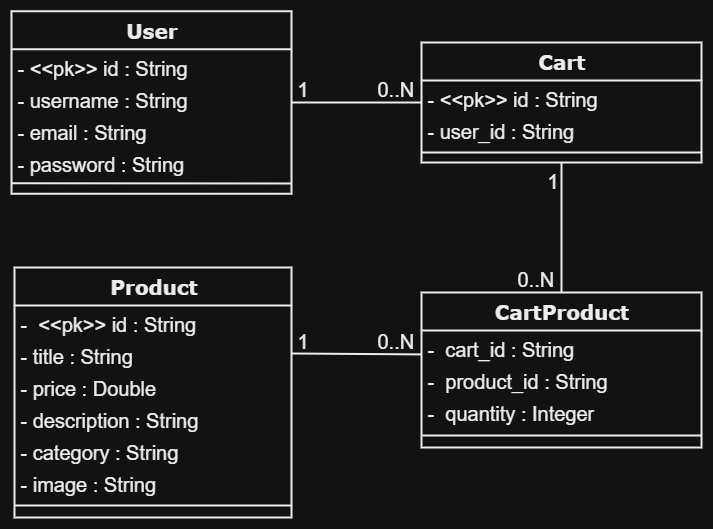 User
- <<pk>> id : String
- username : String
- email : String
- password : String
1
0..N
Cart
- <<pk>> id : String
- user_id : String
1
0..N
Product
- <<pk>> id : String
- title : String
- price : Double
- description : String
- category : String
- image : String
1
0..N
CartProduct
- cart_id : String
- product_id : String
- quantity : Integer